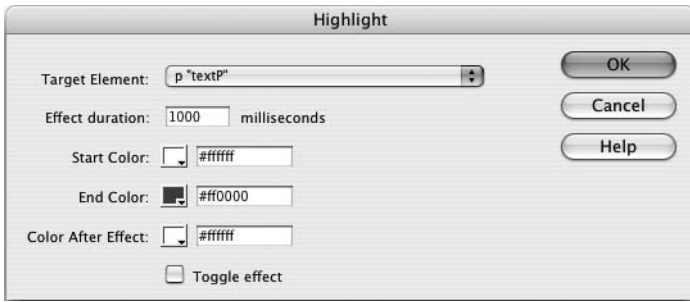 Highlight
Target Element: p "textP"
OK
Effect duration: 1000 milliseconds
Cancel
Start Color: #ffffff
Help
End Color: #ff0000
Color After Effect: #ffffff
Toggle effect